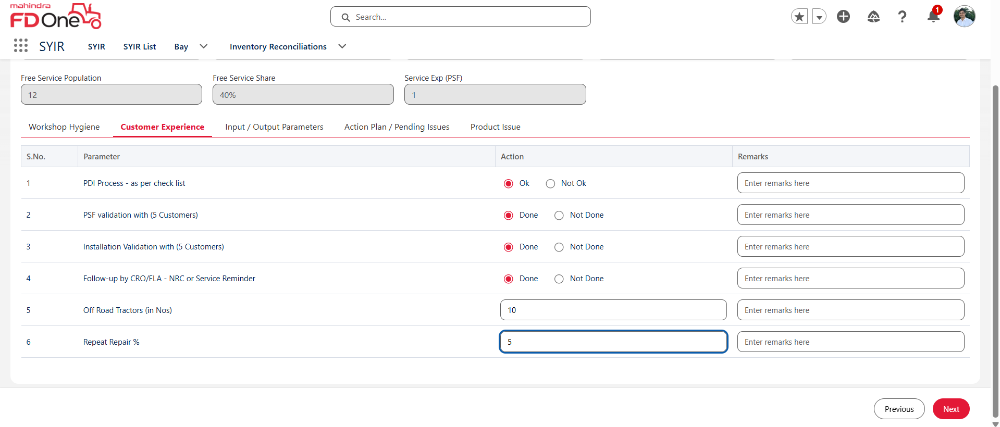 mahindra
FD One
Search...
1
SYIR
SYIR
SYIR List
Bay
Inventory Reconciliations
Free Service Population
Free Service Share
Service Exp (PSF)
12
40%
1
Workshop Hygiene
Customer Experience
Input / Output Parameters
Action Plan / Pending Issues
Product Issue
S.No.
Parameter
Action
Remarks
1
PDI Process - as per check list
Ok
Not Ok
Enter remarks here
2
PSF validation with (5 Customers)
Done
Not Done
Enter remarks here
3
Installation Validation with (5 Customers)
Done
Not Done
Enter remarks here
4
Follow-up by CRO/FLA - NRC or Service Reminder
Done
Not Done
Enter remarks here
5
Off Road Tractors (in Nos)
10
Enter remarks here
6
Repeat Repair %
5
Enter remarks here
Previous
Next